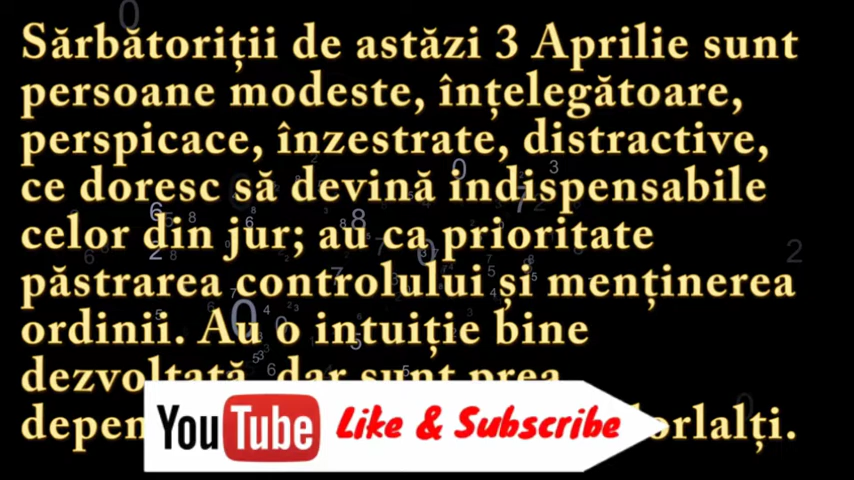 Sărbătoriții de astăzi 3 Aprilie sunt
persoane modeste, înțelegătoare,
perspicace, înzestrate, distractive,
ce doresc să devină indispensabile
celor din jur; au ca prioritate
păstrarea controlului și menținerea
ordinii. Au o intuiție bine
dezvoltată, dar sunt prea
YouTube Like & Subscribe